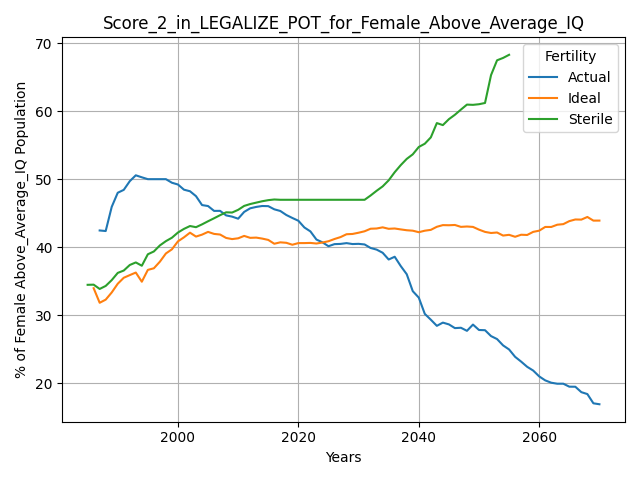 Score_2_in_LEGALIZE_POT_for_Female_Above_Average_IQ
% of Female Above_Average_IQ Population
70
60
50
40
30
20
Fertility
Actual
Ideal
Sterile
2000
2020
2040
2060
Years